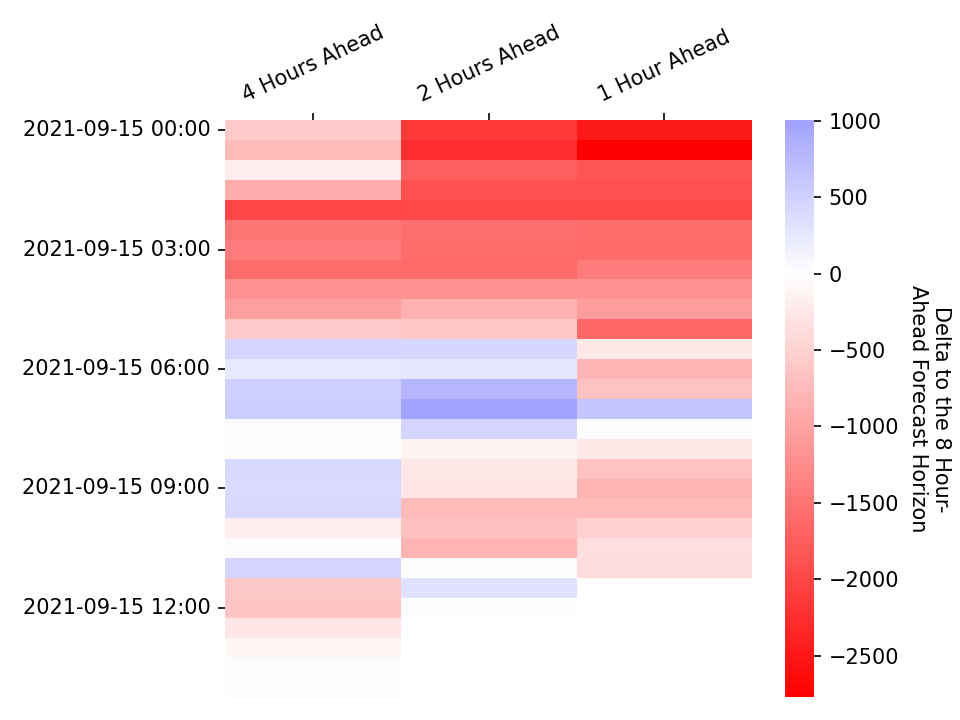 4 Hours Ahead
2 Hours Ahead
1 Hour Ahead
2021-09-15 00:00
2021-09-15 03:00
2021-09-15 06:00
2021-09-15 09:00
2021-09-15 12:00
1000
500
0
−500
−1000
−1500
−2000
−2500
Delta to the 8 Hour-
Ahead Forecast Horizon